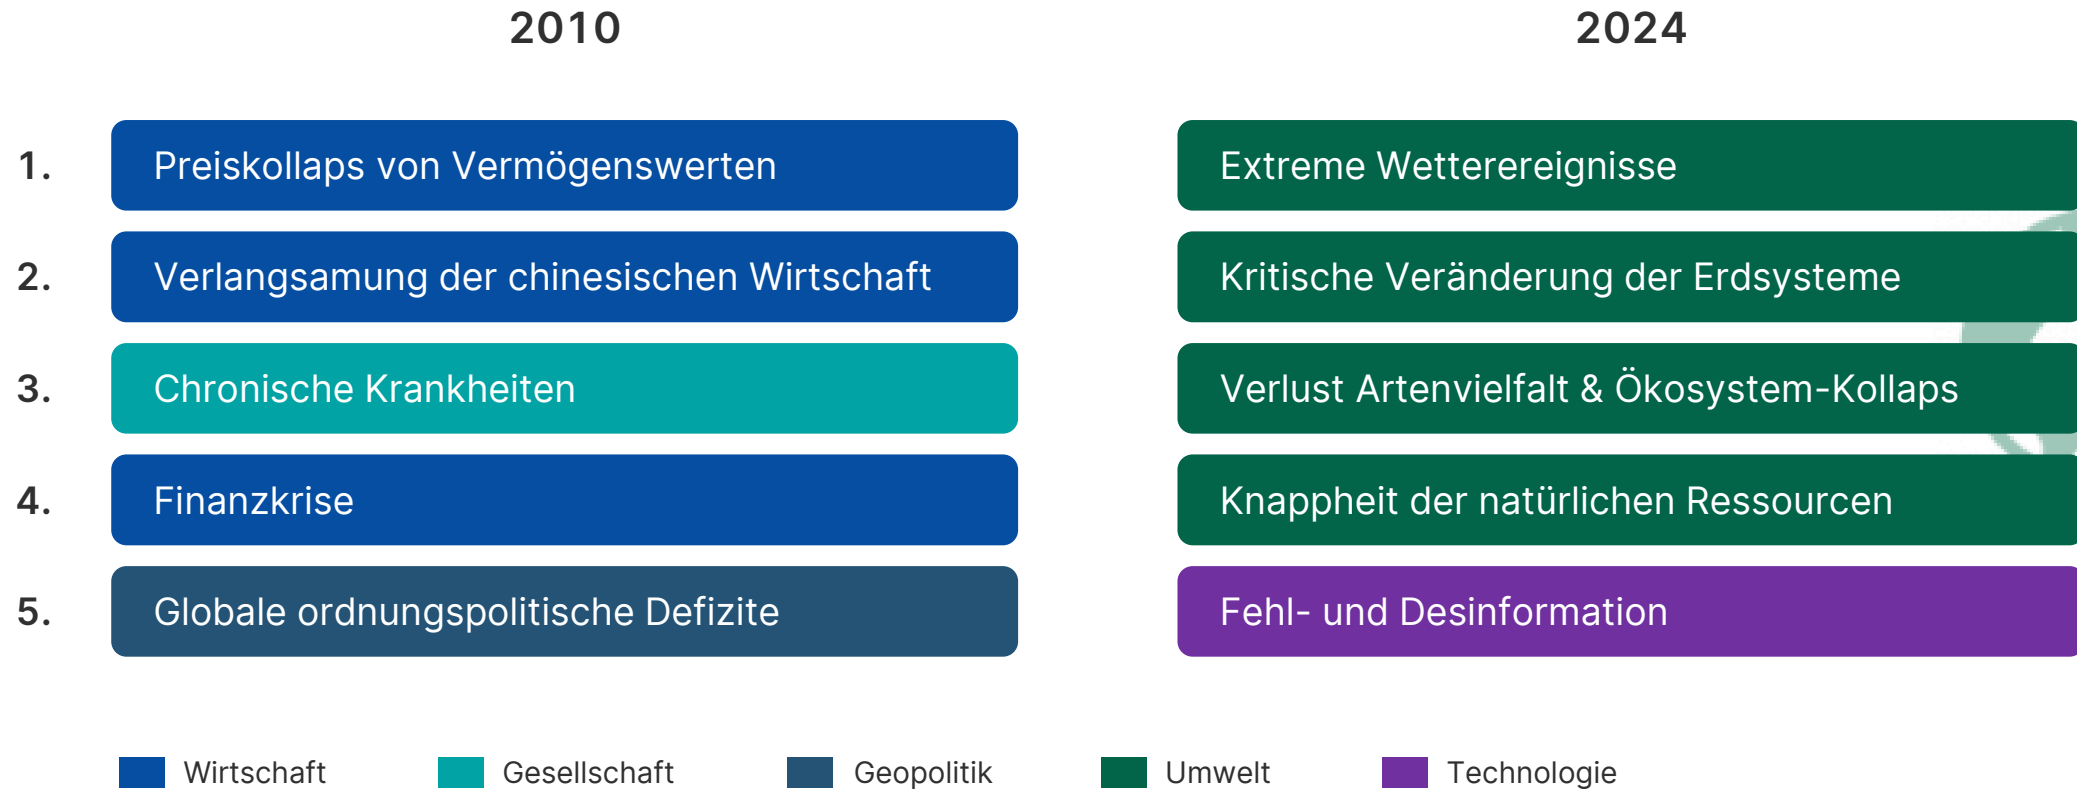 2010
2024
1.
Preiskollaps von Vermögenswerten
Extreme Wetterereignisse
2.
Verlangsamung der chinesischen Wirtschaft
Kritische Veränderung der Erdsysteme
3.
Chronische Krankheiten
Verlust Artenvielfalt & Ökosystem-Kollaps
4.
Finanzkrise
Knappheit der natürlichen Ressourcen
5.
Globale ordnungspolitische Defizite
Fehl- und Desinformation
Wirtschaft
Gesellschaft
Geopolitik
Umwelt
Technologie